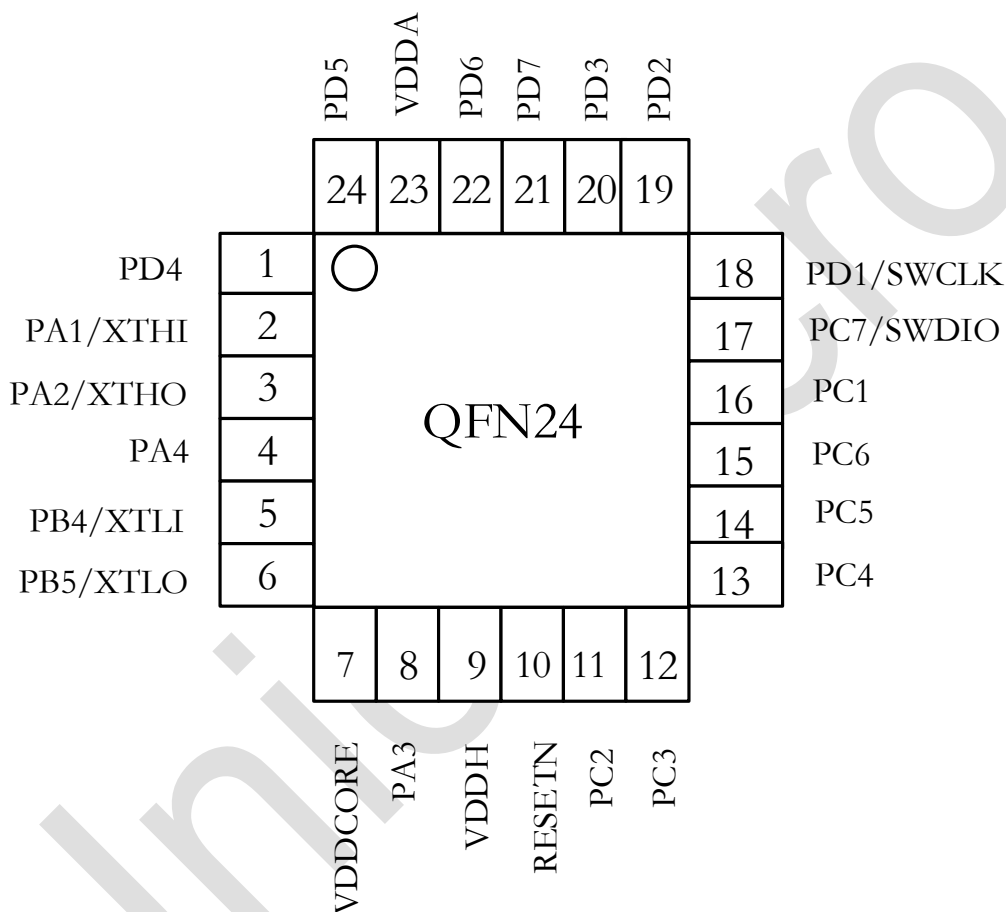 PD5 VDDA PD6 PD7 PD3 PD2
24 23 22 21 20 19
PD4 1 18 PD1/SWCLK
PA1/XTHI 2 17 PC7/SWDIO
PA2/XTHO 3 16 PC1
QFN24
PA4 4 15 PC6
PB4/XTLI 5 14 PC5
PB5/XTLO 6 13 PC4
7 8 9 10 11 12
VDDCORE PA3 VDDH RESETN PC2 PC3